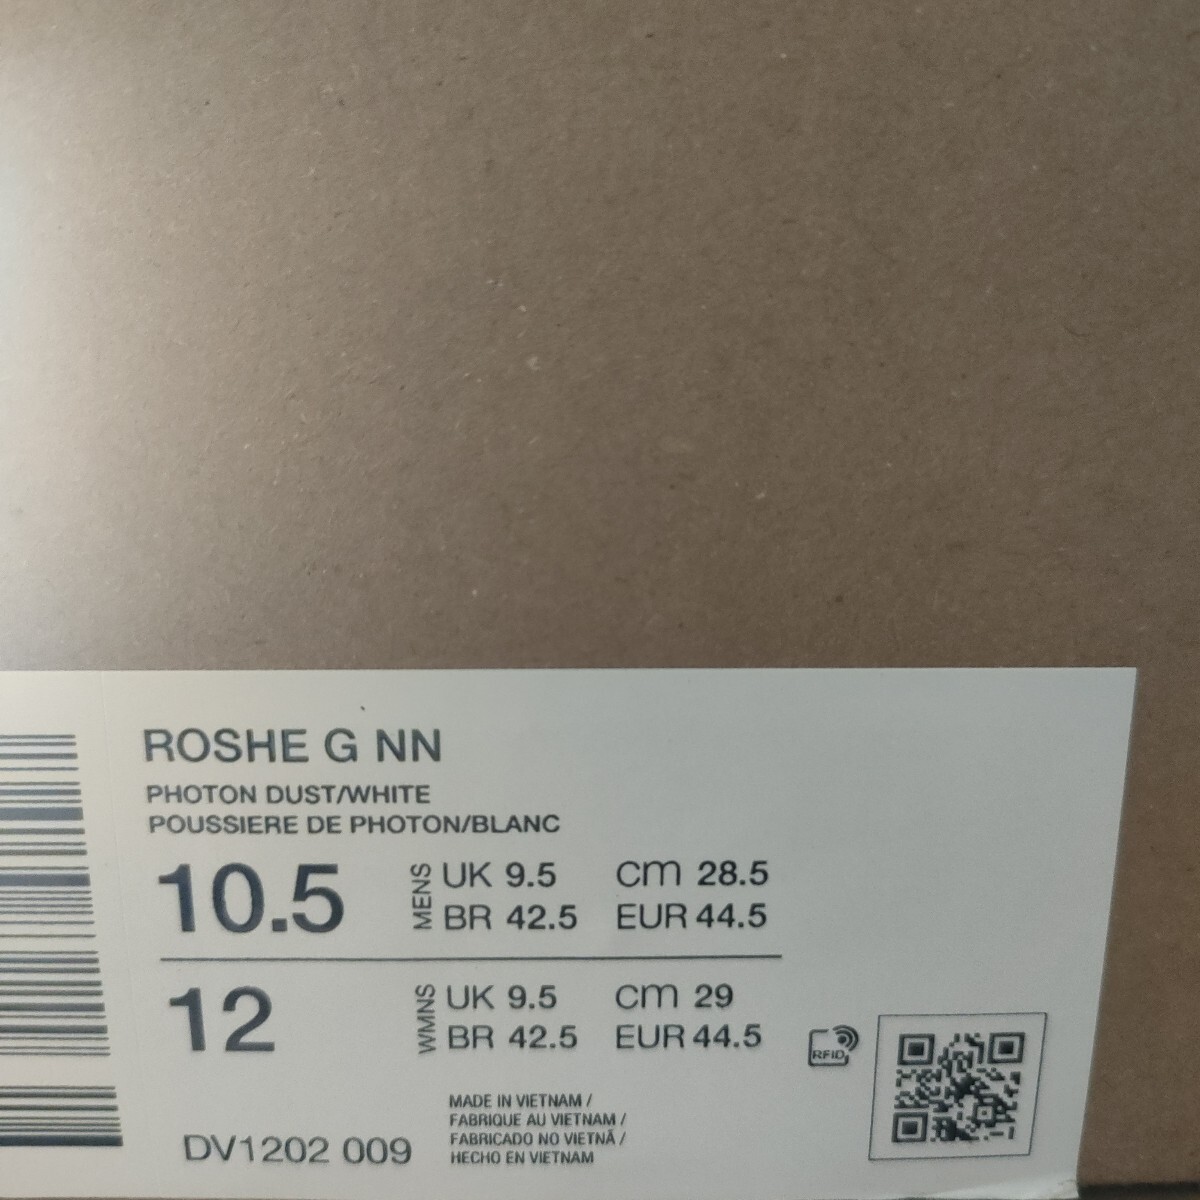 ROSHE G NN
PHOTON DUST/WHITE
POUSSIERE DE PHOTON/BLANC
10.5 MENS UK 9.5 CM 28.5
BR 42.5 EUR 44.5
12 WMNS UK 9.5 CM 29
BR 42.5 EUR 44.5
RFID
MADE IN VIETNAM /
FABRIQUE AU VIETNAM /
FABRICADO NO VIETNÃ /
HECHO EN VIETNAM
DV1202 009